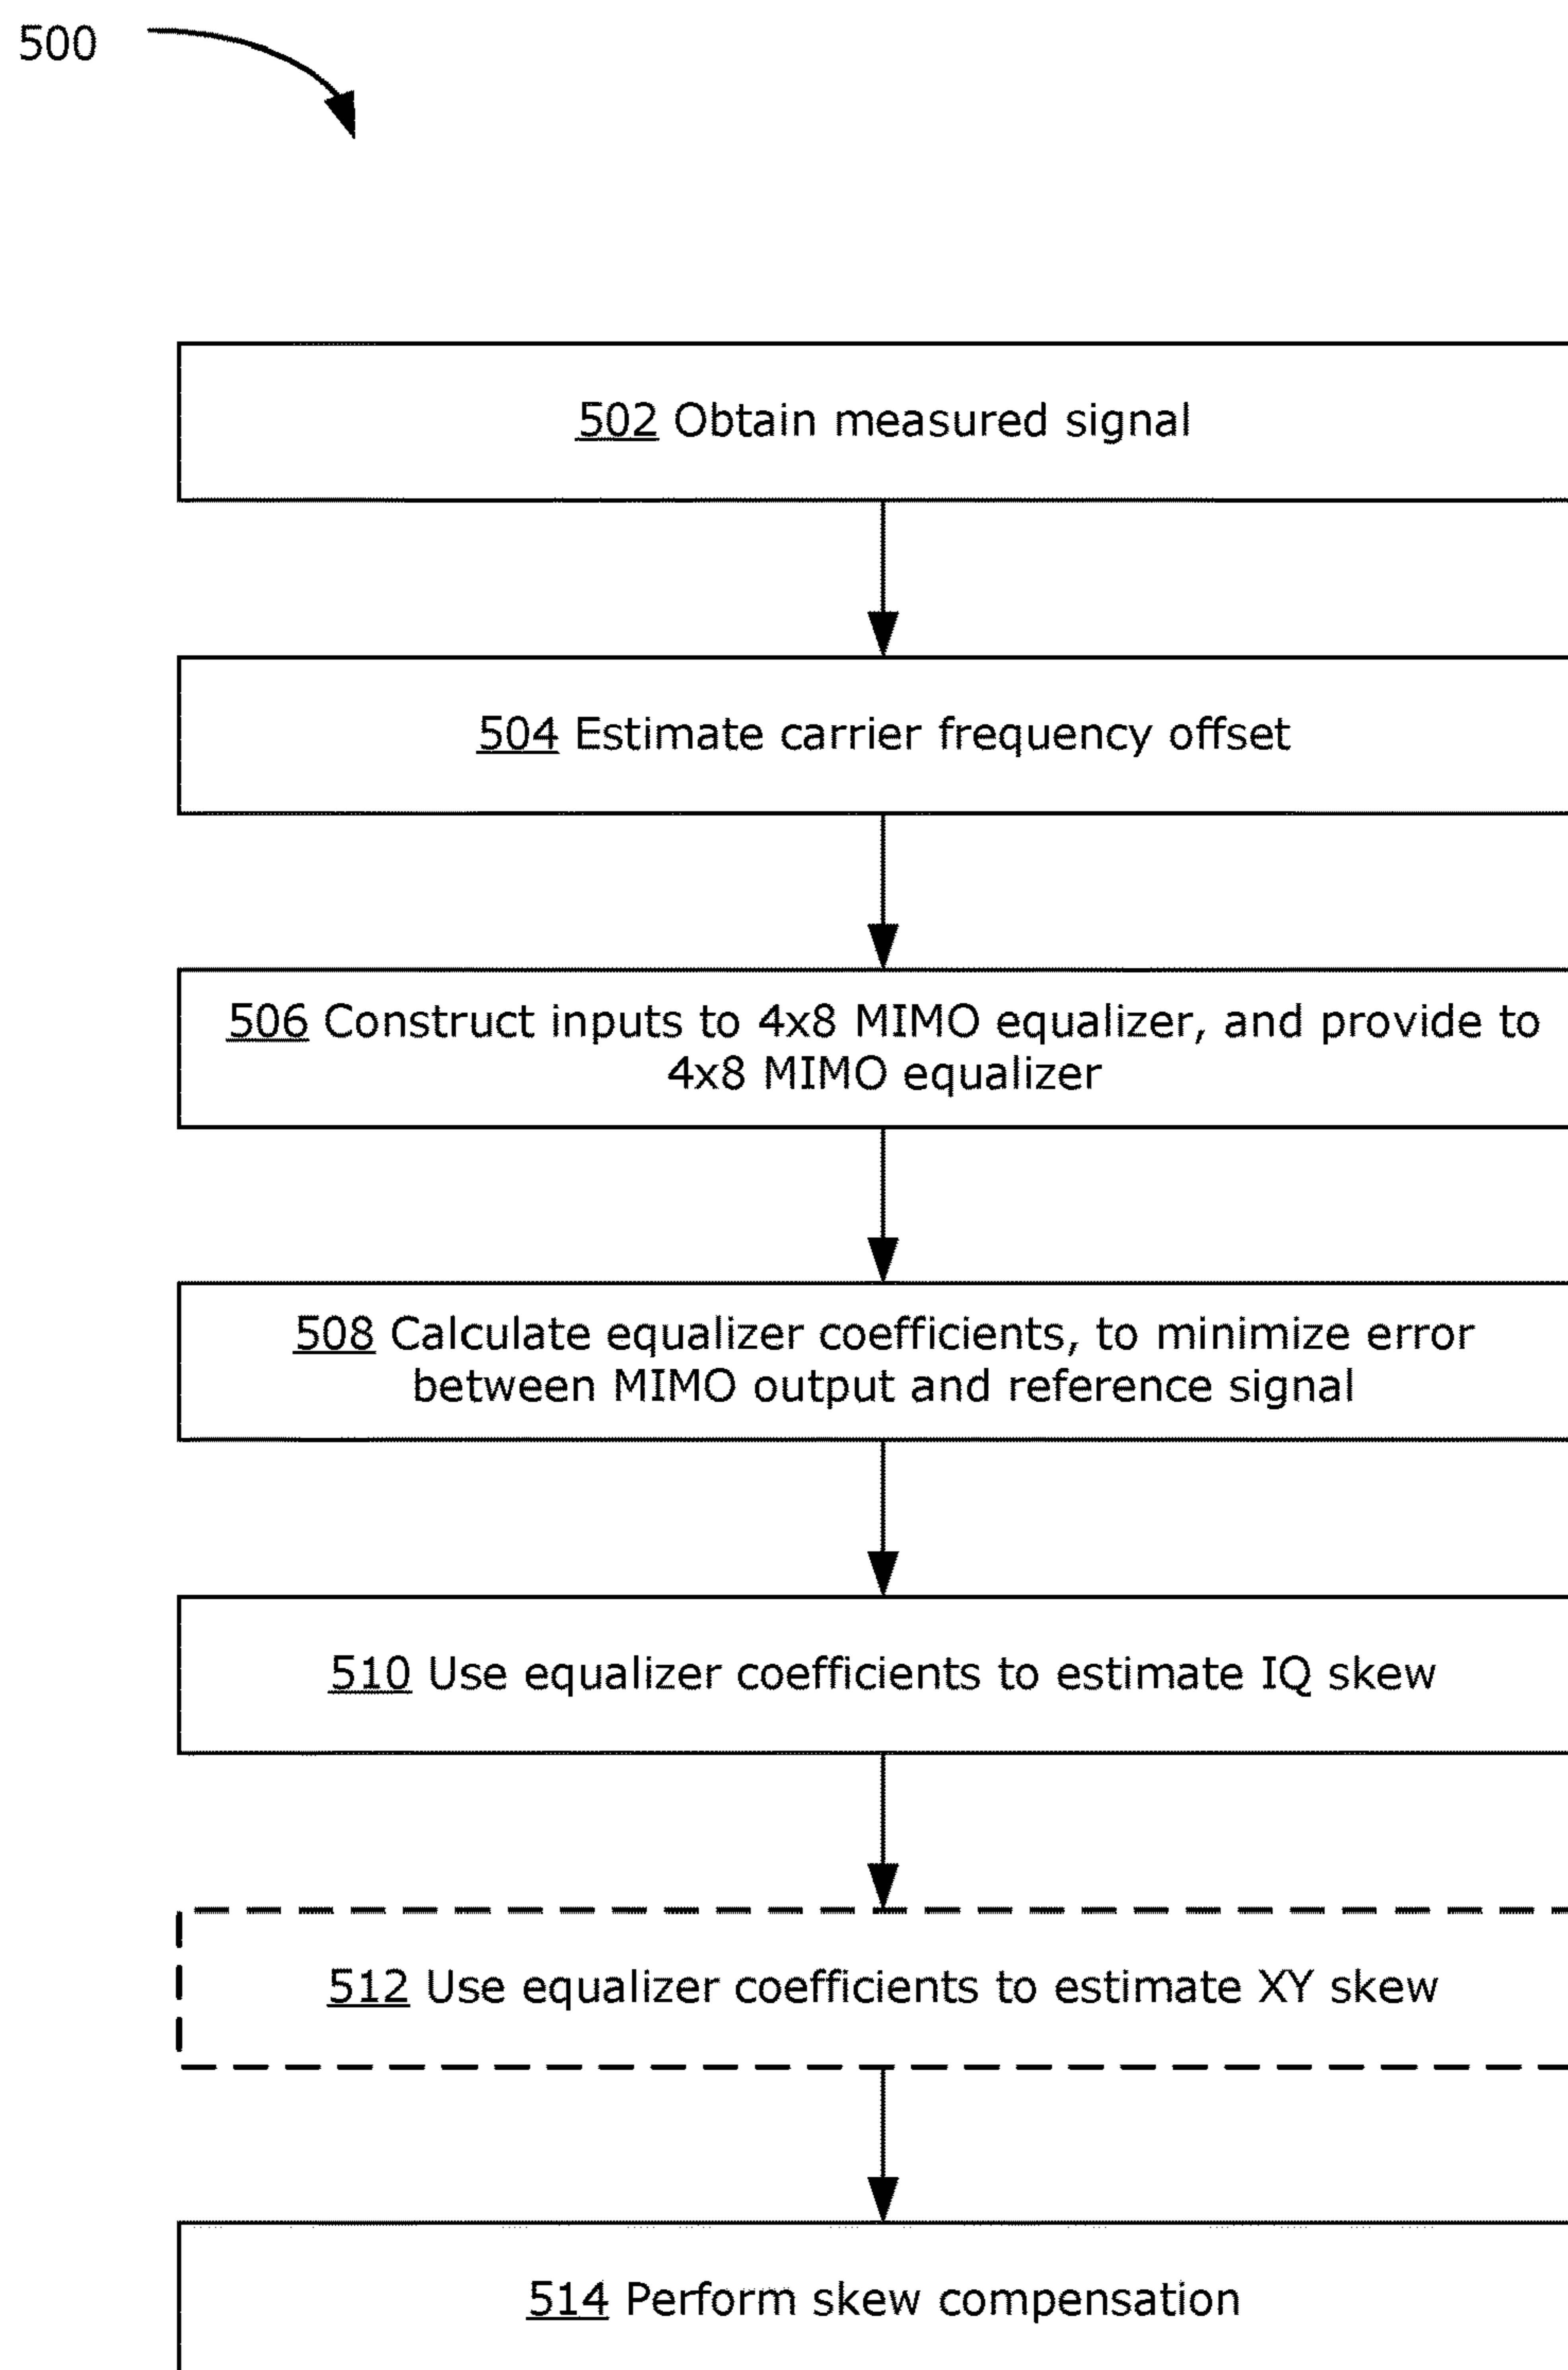 500
502 Obtain measured signal
504 Estimate carrier frequency offset
506 Construct inputs to 4x8 MIMO equalizer, and provide to
4x8 MIMO equalizer
508 Calculate equalizer coefficients, to minimize error
between MIMO output and reference signal
510 Use equalizer coefficients to estimate IQ skew
512 Use equalizer coefficients to estimate XY skew
514 Perform skew compensation